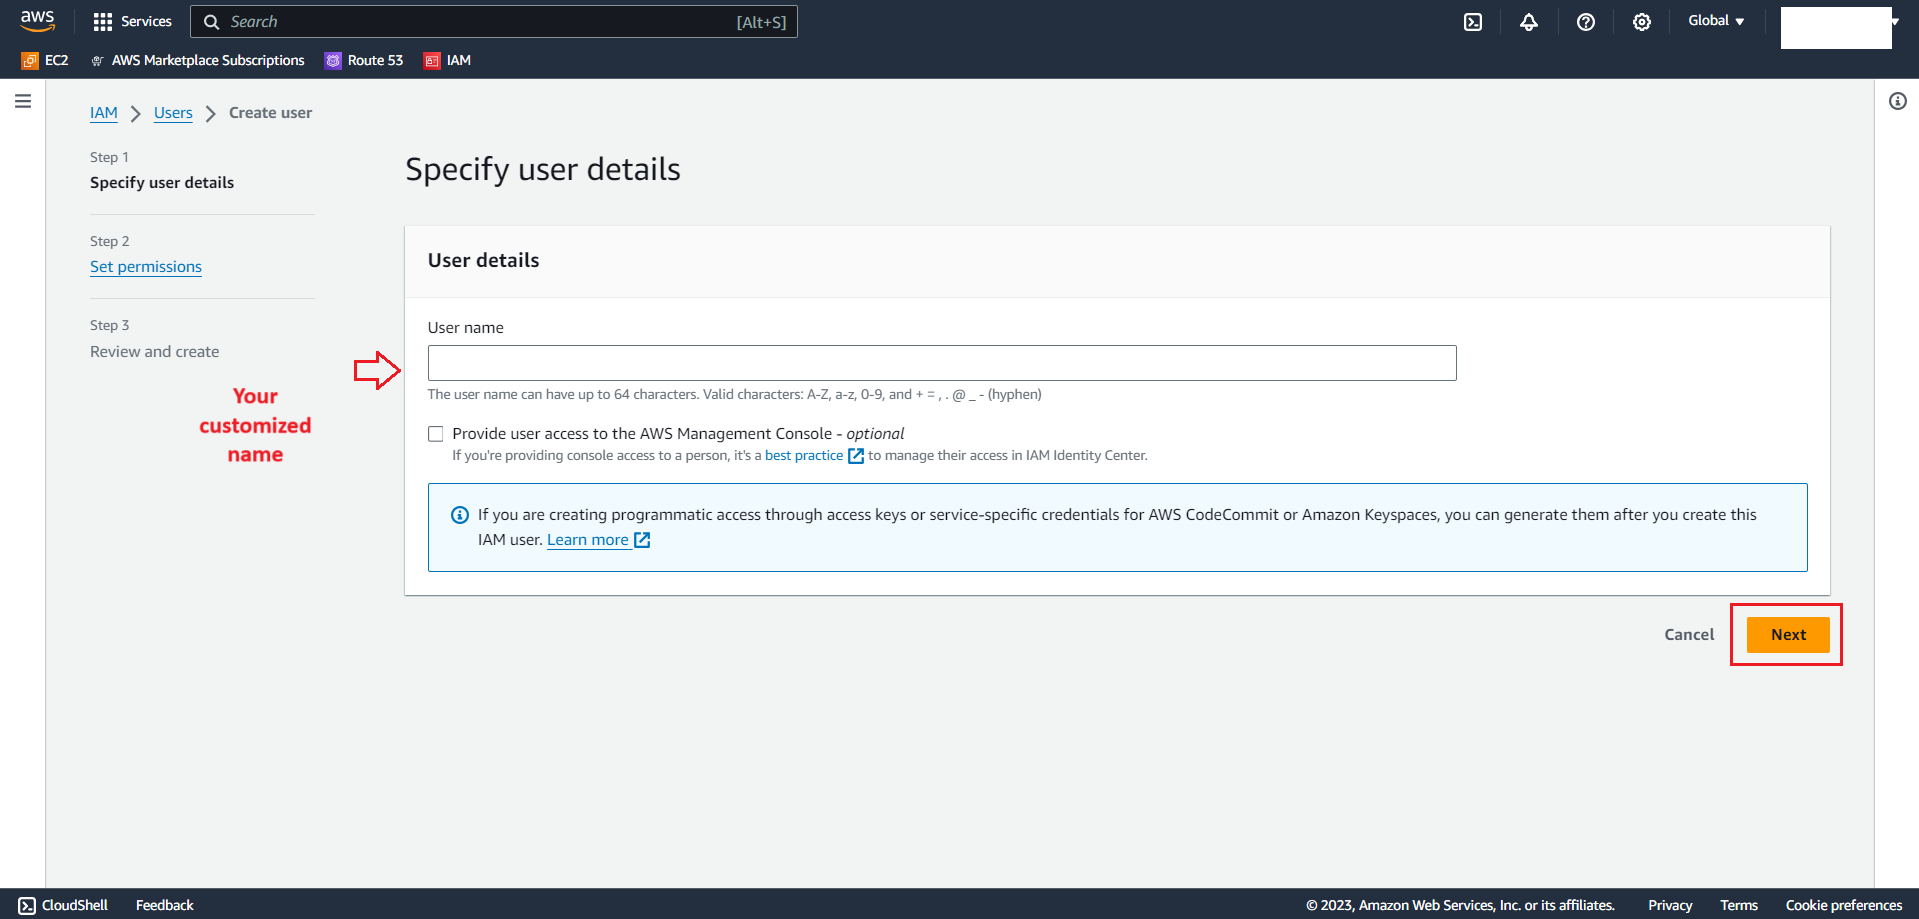 aws
Services
Search
[Alt+S]
Global
EC2
AWS Marketplace Subscriptions
Route 53
IAM
IAM
Users
Create user
Step 1
Specify user details
Step 2
Set permissions
Step 3
Review and create
Your
customized
name
Specify user details
User details
User name
The user name can have up to 64 characters. Valid characters: A-Z, a-z, 0-9, and + = , . @ _ - (hyphen)
Provide user access to the AWS Management Console - optional
If you're providing console access to a person, it's a best practice to manage their access in IAM Identity Center.
If you are creating programmatic access through access keys or service-specific credentials for AWS CodeCommit or Amazon Keyspaces, you can generate them after you create this
IAM user. Learn more
Cancel
Next
CloudShell
Feedback
© 2023, Amazon Web Services, Inc. or its affiliates.
Privacy
Terms
Cookie preferences